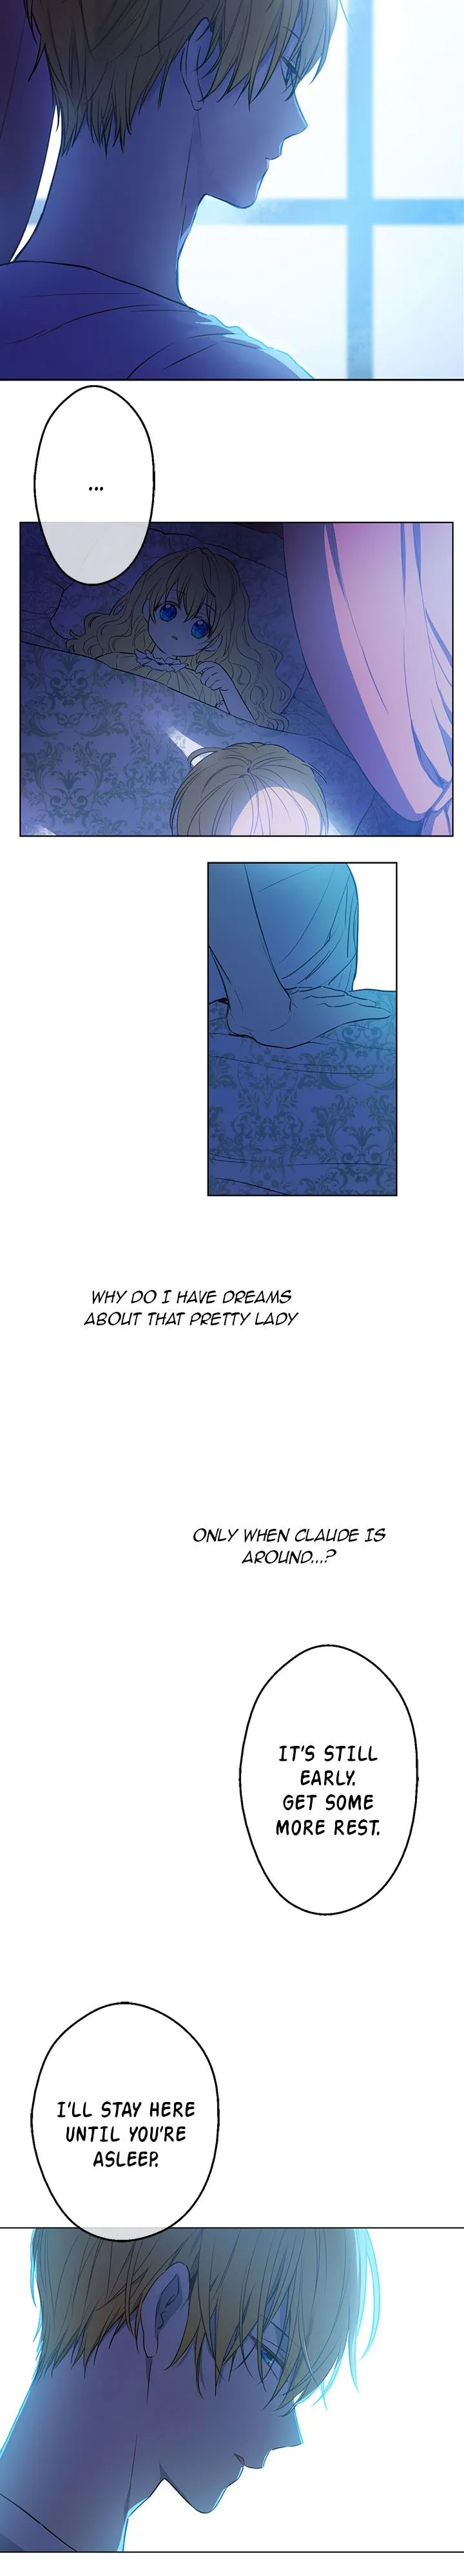 ...
WHY DO I HAVE DREAMS
ABOUT THAT PRETTY LADY
ONLY WHEN CLAUDE IS
AROUND...?
IT'S STILL
EARLY.
GET SOME
MORE REST.
I'LL STAY HERE
UNTIL YOU'RE
ASLEEP.